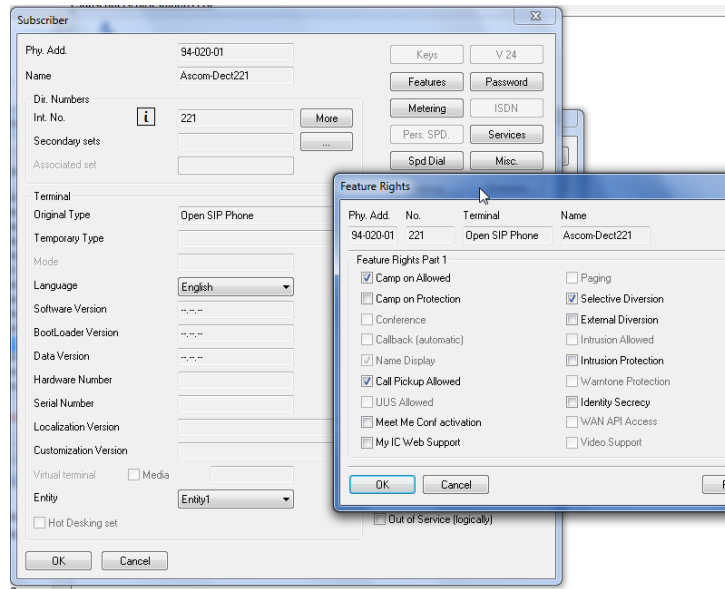 Subscriber
Phy. Add. 94-020-01 Keys V 24
Name Ascom-Dect221 Features Password
Dir. Numbers
Int. No. i 221 More Metering ISDN
Secondary sets ... Pers. SPD. Services
Associated set Spd Dial Misc.
Terminal
Original Type Open SIP Phone
Temporary Type
Mode
Language English
Software Version --.--.--
BootLoader Version --.--.--
Data Version --.--.--
Hardware Number
Serial Number
Localization Version
Customization Version
Virtual terminal Media
Entity Entity1
Hot Desking set Out of Service (logically)
OK Cancel
Feature Rights
Phy. Add. No. Terminal Name
94-020-01 221 Open SIP Phone Ascom-Dect221
Feature Rights Part 1
Camp on Allowed Paging
Camp on Protection Selective Diversion
Conference External Diversion
Callback (automatic) Intrusion Allowed
Name Display Intrusion Protection
Call Pickup Allowed Warntone Protection
UUS Allowed Identity Secrecy
Meet Me Conf activation WAN API Access
My IC Web Support Video Support
OK Cancel